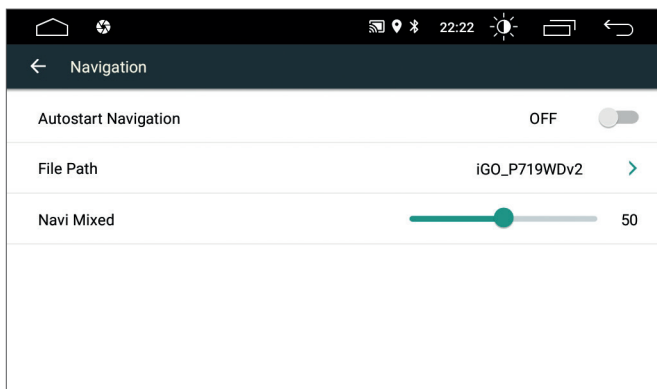 22:22
Navigation
Autostart Navigation OFF
File Path iGO_P719WDv2
Navi Mixed 50